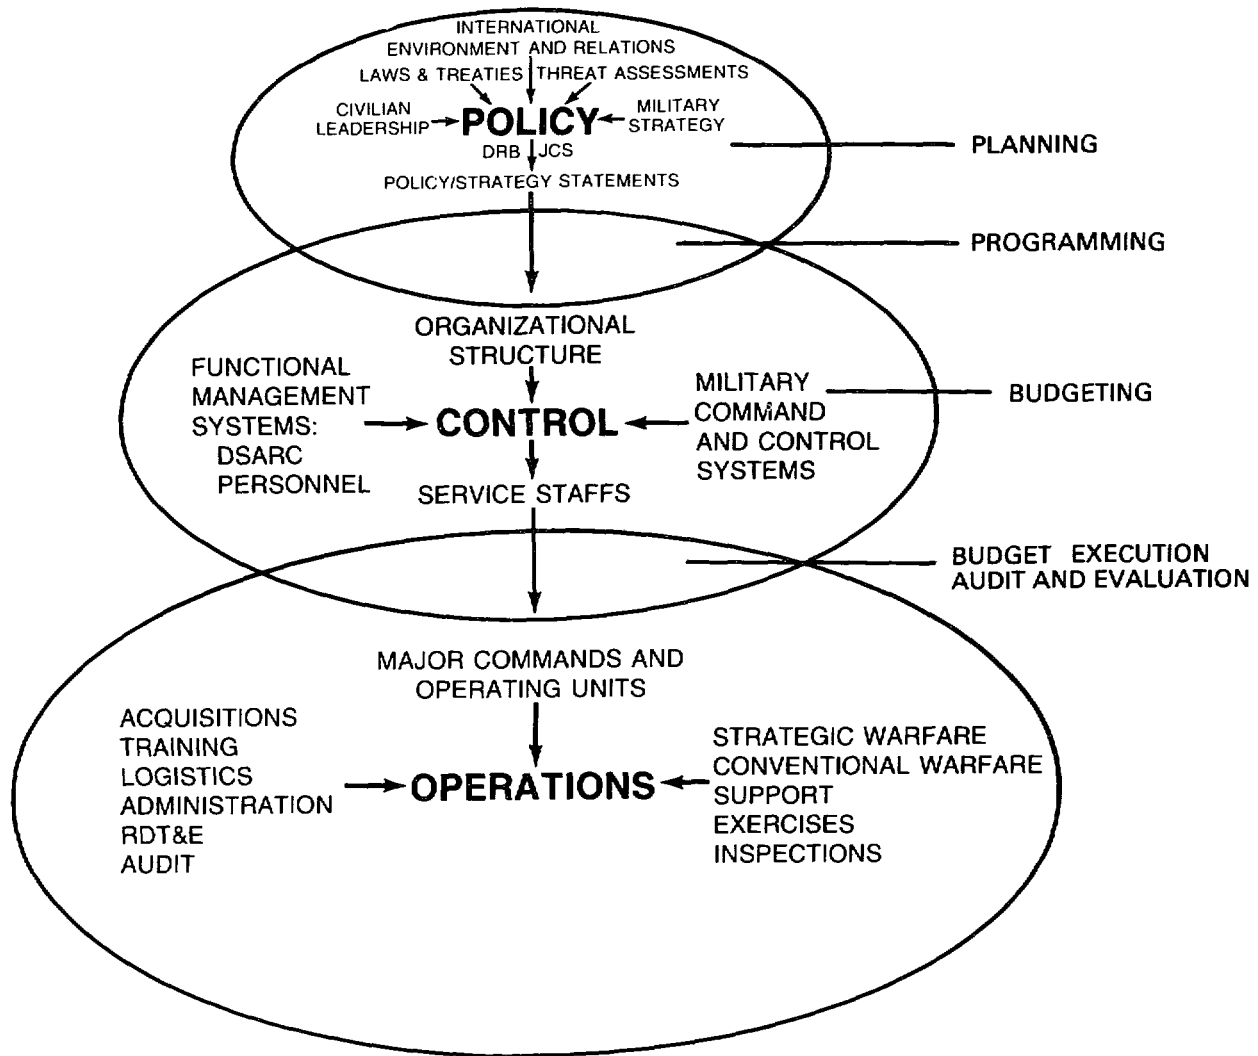 INTERNATIONAL
ENVIRONMENT AND RELATIONS
LAWS & TREATIES THREAT ASSESSMENTS
CIVILIAN
LEADERSHIP
POLICY
MILITARY
STRATEGY
DRB JCS
POLICY/STRATEGY STATEMENTS
PLANNING
PROGRAMMING
ORGANIZATIONAL
STRUCTURE
FUNCTIONAL
MANAGEMENT
SYSTEMS:
DSARC
PERSONNEL
CONTROL
MILITARY
COMMAND
AND CONTROL
SYSTEMS
BUDGETING
SERVICE STAFFS
BUDGET EXECUTION
AUDIT AND EVALUATION
MAJOR COMMANDS AND
OPERATING UNITS
ACQUISITIONS
TRAINING
LOGISTICS
ADMINISTRATION
RDT&E
AUDIT
OPERATIONS
STRATEGIC WARFARE
CONVENTIONAL WARFARE
SUPPORT
EXERCISES
INSPECTIONS